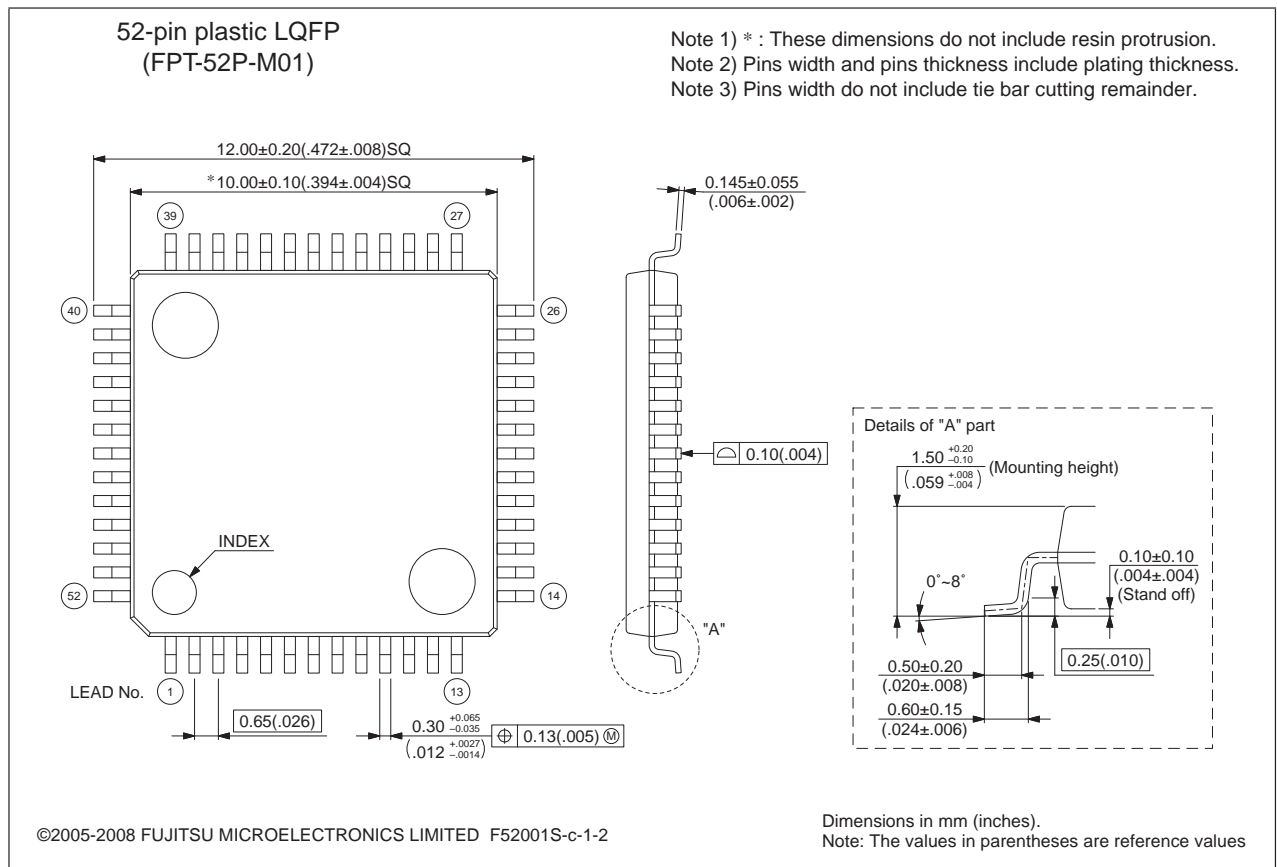 52-pin plastic LQFP
(FPT-52P-M01)
Note 1) * : These dimensions do not include resin protrusion.
Note 2) Pins width and pins thickness include plating thickness.
Note 3) Pins width do not include tie bar cutting remainder.
12.00±0.20(.472±.008)SQ
*10.00±0.10(.394±.004)SQ
0.145±0.055
(.006±.002)
39
27
40
26
0.10(.004)
Details of "A" part
1.50 +0.20 –0.10 (Mounting height)
(.059 +.008 –.004)
INDEX
0.10±0.10
(.004±.004)
(Stand off)
0°~8°
52
14
"A"
0.25(.010)
0.50±0.20
(.020±.008)
0.60±0.15
(.024±.006)
LEAD No.
1
13
0.65(.026)
0.30 +0.065 –0.035
(.012 +.0027 –.0014)
⌖ 0.13(.005) Ⓜ
©2005-2008 FUJITSU MICROELECTRONICS LIMITED F52001S-c-1-2
Dimensions in mm (inches).
Note: The values in parentheses are reference values